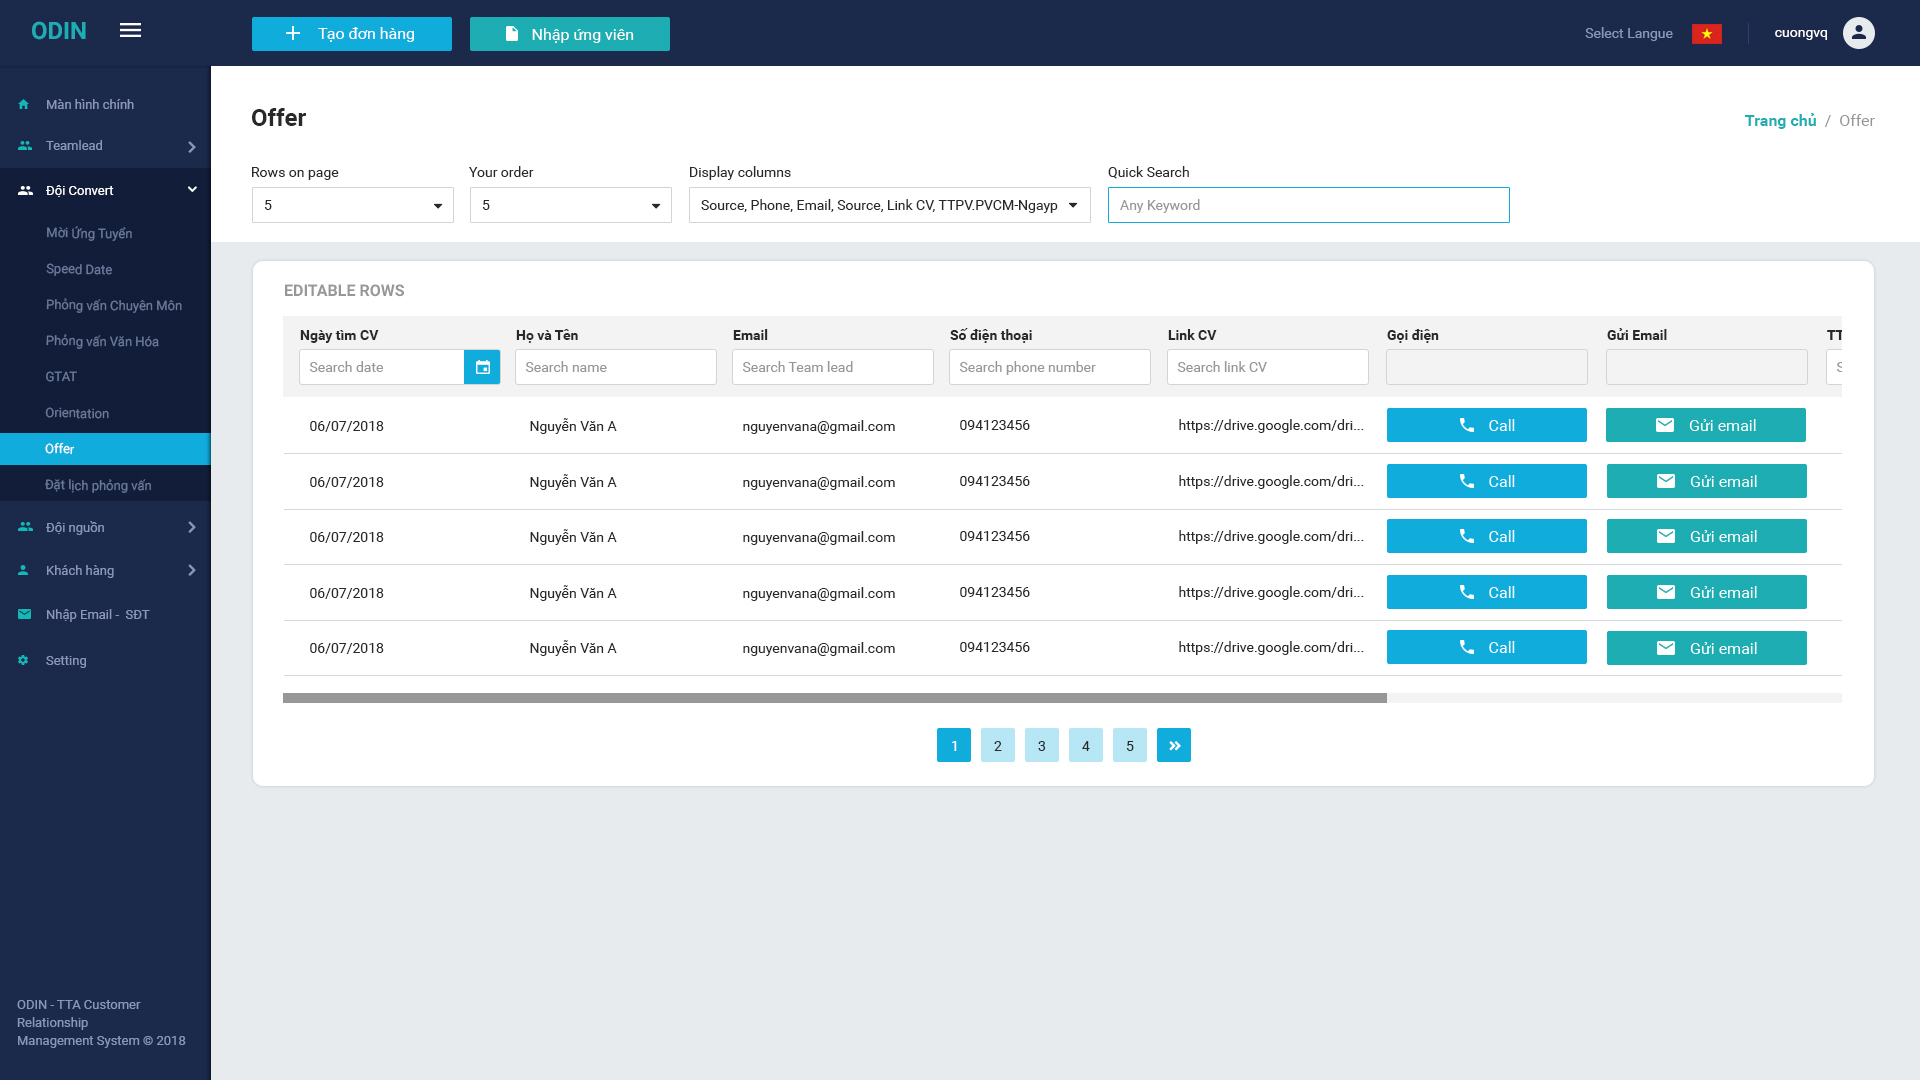 ODIN
Tạo đơn hàng
Nhập ứng viên
Select Langue
cuongvq
Màn hình chính
Teamlead
Đội Convert
Mời Ứng Tuyển
Speed Date
Phỏng vấn Chuyên Môn
Phỏng vấn Văn Hóa
GTAT
Orientation
Offer
Đặt lịch phỏng vấn
Đội nguồn
Khách hàng
Nhập Email - SĐT
Setting
ODIN - TTA Customer
Relationship
Management System © 2018
Offer
Trang chủ / Offer
Rows on page
Your order
Display columns
Quick Search
5
5
Source, Phone, Email, Source, Link CV, TTPV.PVCM-Ngayp
Any Keyword
EDITABLE ROWS
Ngày tìm CV Họ và Tên Email Số điện thoại Link CV Gọi điện Gửi Email TT
Search date Search name Search Team lead Search phone number Search link CV S
06/07/2018 Nguyễn Văn A nguyenvana@gmail.com 094123456 https://drive.google.com/dri... Call Gửi email
06/07/2018 Nguyễn Văn A nguyenvana@gmail.com 094123456 https://drive.google.com/dri... Call Gửi email
06/07/2018 Nguyễn Văn A nguyenvana@gmail.com 094123456 https://drive.google.com/dri... Call Gửi email
06/07/2018 Nguyễn Văn A nguyenvana@gmail.com 094123456 https://drive.google.com/dri... Call Gửi email
06/07/2018 Nguyễn Văn A nguyenvana@gmail.com 094123456 https://drive.google.com/dri... Call Gửi email
1 2 3 4 5 »